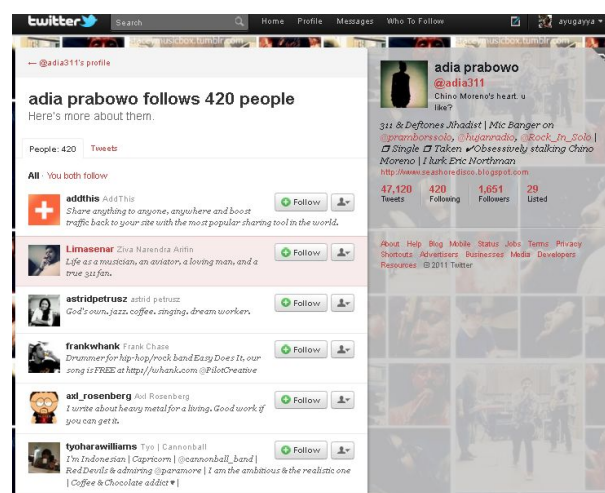 twitter Search Home Profile Messages Who To Follow ayugayya
musicbox.tumblr.com
← @adia311's profile
adia prabowo follows 420 people
Here's more about them.
People: 420 Tweets
All · You both follow
addthis AddThis
Share anything to anyone, anywhere and boost
traffic back to your site with the most popular sharing tool in the world.
Follow
Limasenar Ziva Narendra Arifin
Life as a musician, an aviator, a loving man, and a
true 311 fan.
Follow
astridpetrusz astrid petrusz
God's own. jazz. coffee. singing. dream worker.
Follow
frankwhank Frank Chase
Drummer for hip-hop/rock band Easy Does It, our
song is FREE at http://whank.com @PilotCreative
Follow
axl_rosenberg Axl Rosenberg
I write about heavy metal for a living. Good work if
you can get it.
Follow
tyoharawilliams Tyo | Cannonball
I'm Indonesian | Capricorn | @cannonball_band |
Red Devils & admiring @paramore | I am the ambitious & the realistic one
| Coffee & Chocolate addict ♥ |
Follow
adia prabowo
@adia311
Chino Moreno's heart. u
like?
311 & Deftones Jihadist | Mic Banger on
@pramborssolo, @hujanradio, @Rock_In_Solo |
❐ Single ❐ Taken ✔Obsessively stalking Chino
Moreno | I lurk Eric Northman
http://www.seashoredisco.blogspot.com
47,120 420 1,651 29
Tweets Following Followers Listed
About Help Blog Mobile Status Jobs Terms Privacy
Shortcuts Advertisers Businesses Media Developers
Resources © 2011 Twitter